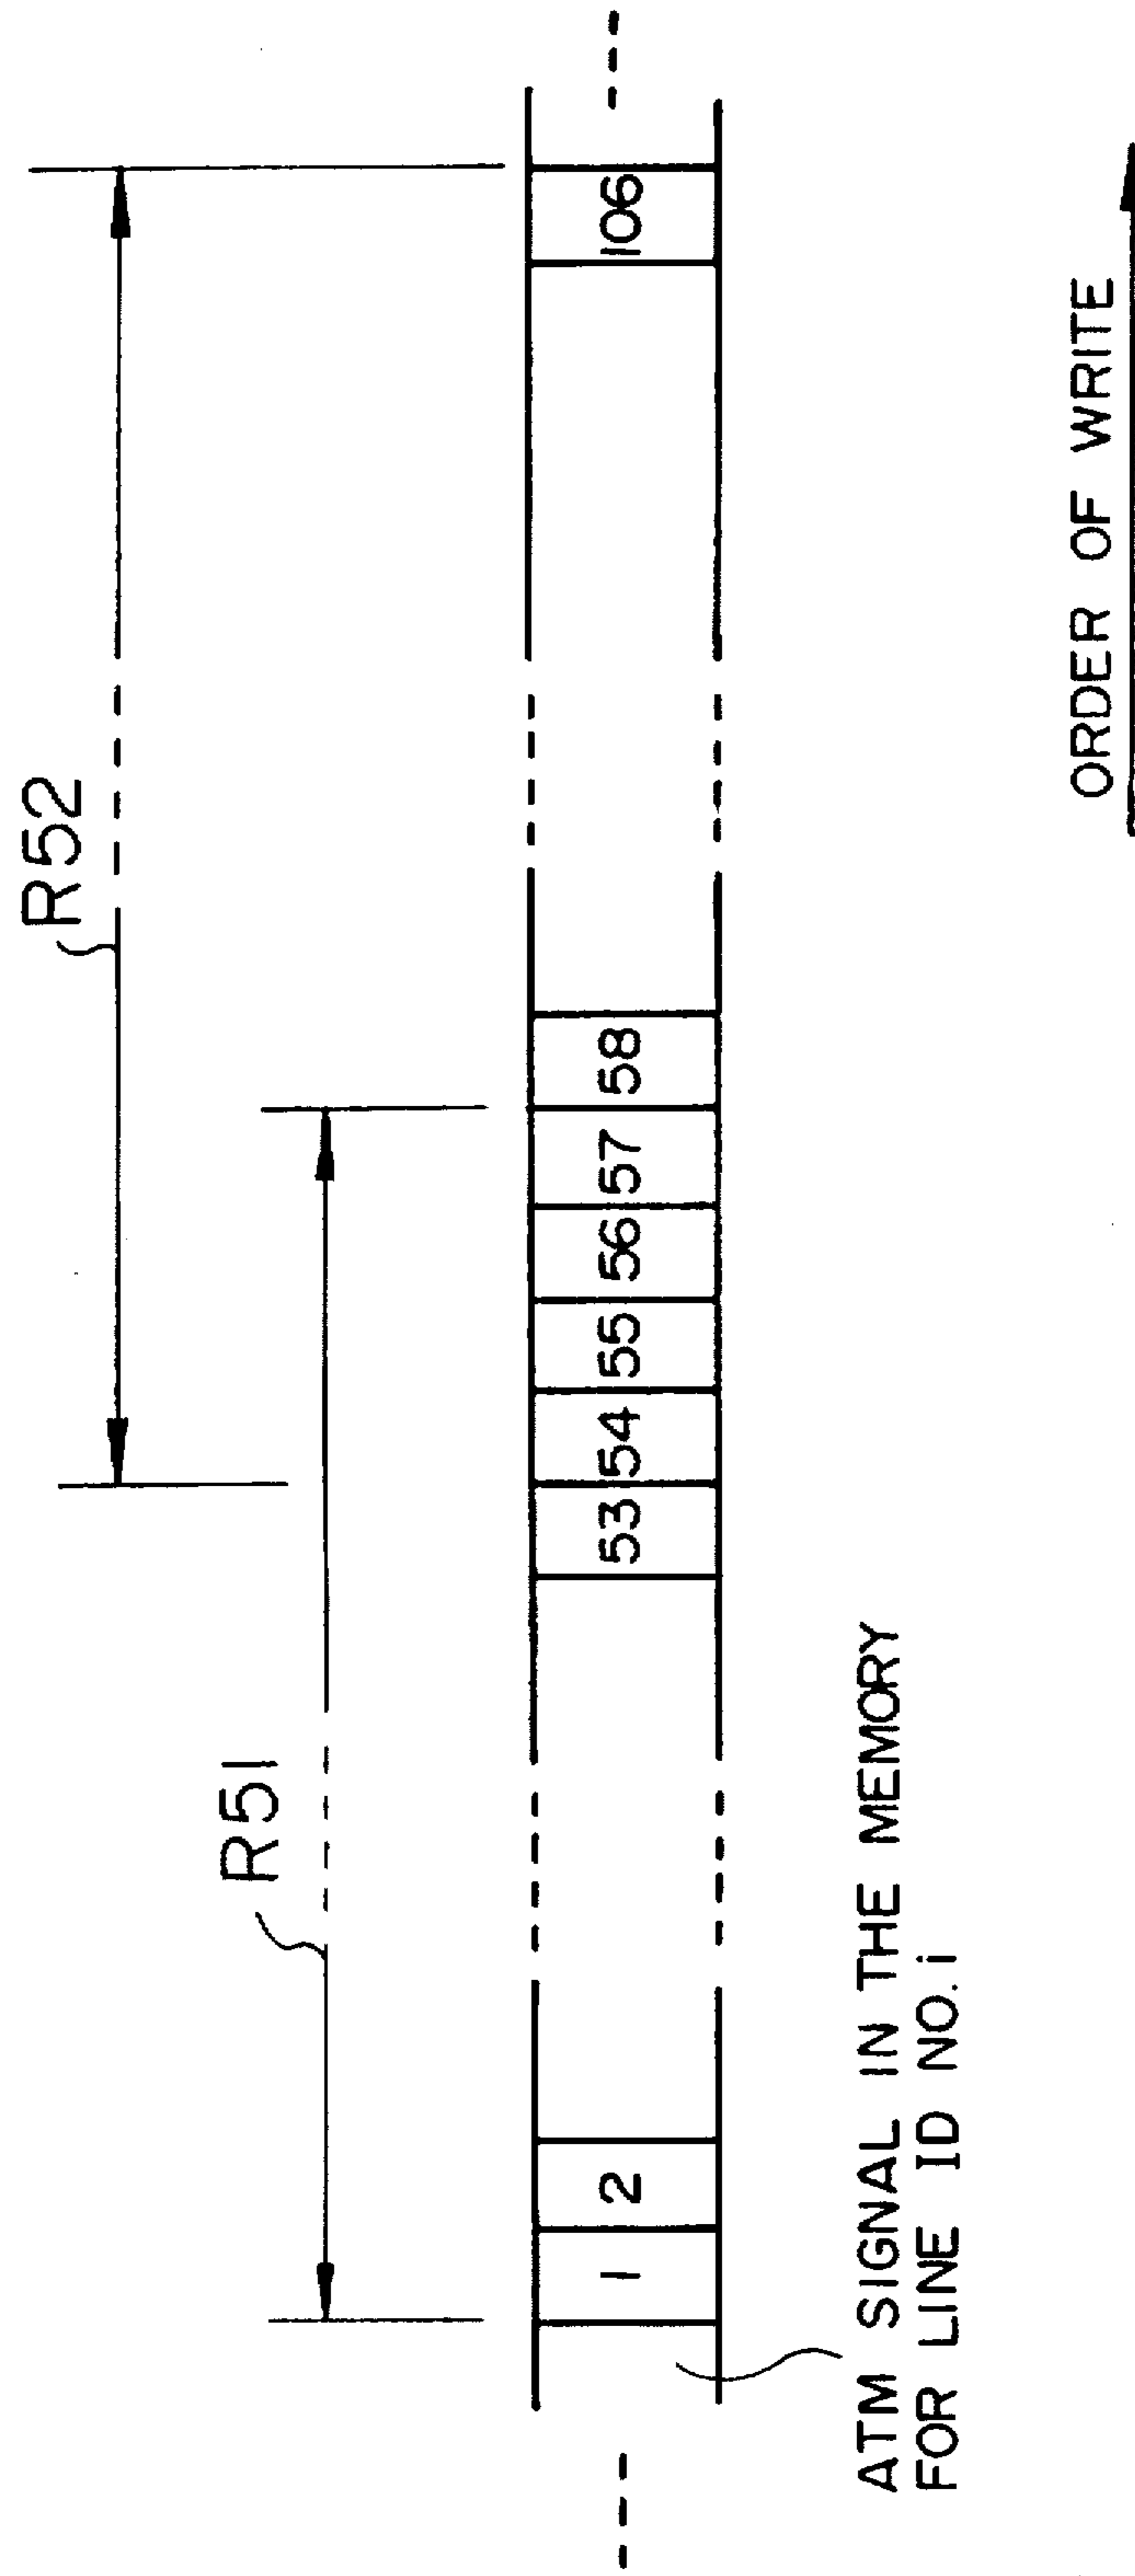 R52
R51
1 2 53 54 55 56 57 58 106
ATM SIGNAL IN THE MEMORY
FOR LINE ID NO. i
ORDER OF WRITE